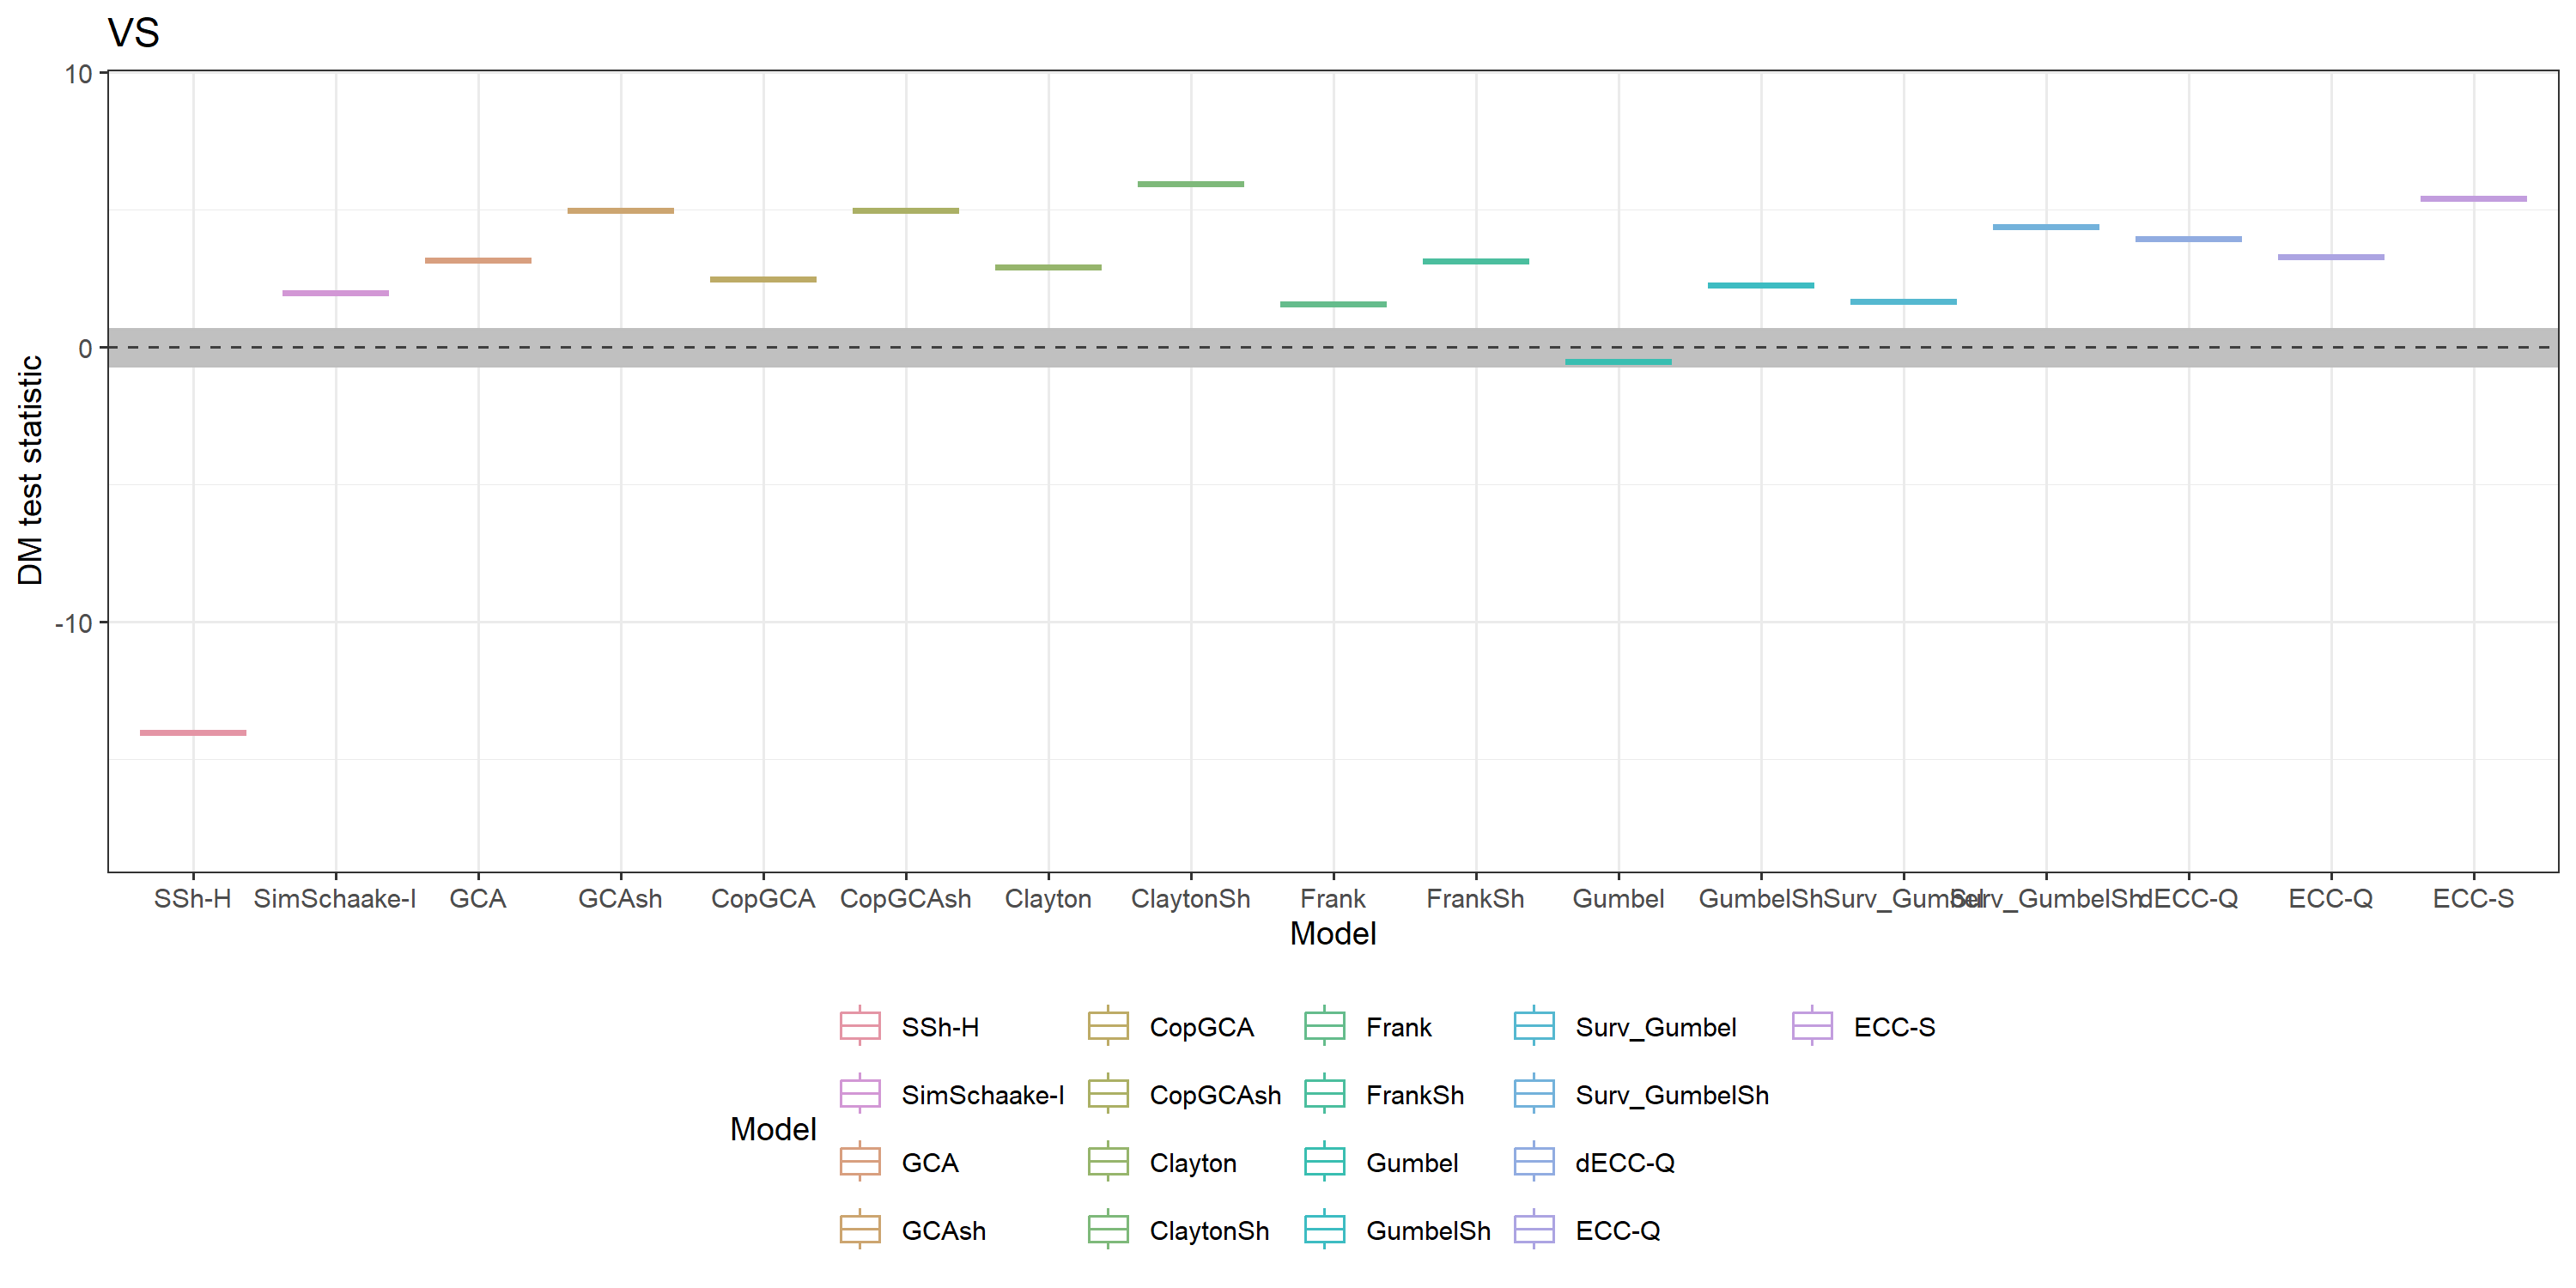 VS
10
0
-10
DM test statistic
SSh-H SimSchaake-I GCA GCAsh CopGCA CopGCAsh Clayton ClaytonSh Frank FrankSh Gumbel GumbelSh Surv_Gumbel Surv_GumbelSh dECC-Q ECC-Q ECC-S
Model
Model
SSh-H CopGCA Frank Surv_Gumbel ECC-S
SimSchaake-I CopGCAsh FrankSh Surv_GumbelSh
GCA Clayton Gumbel dECC-Q
GCAsh ClaytonSh GumbelSh ECC-Q